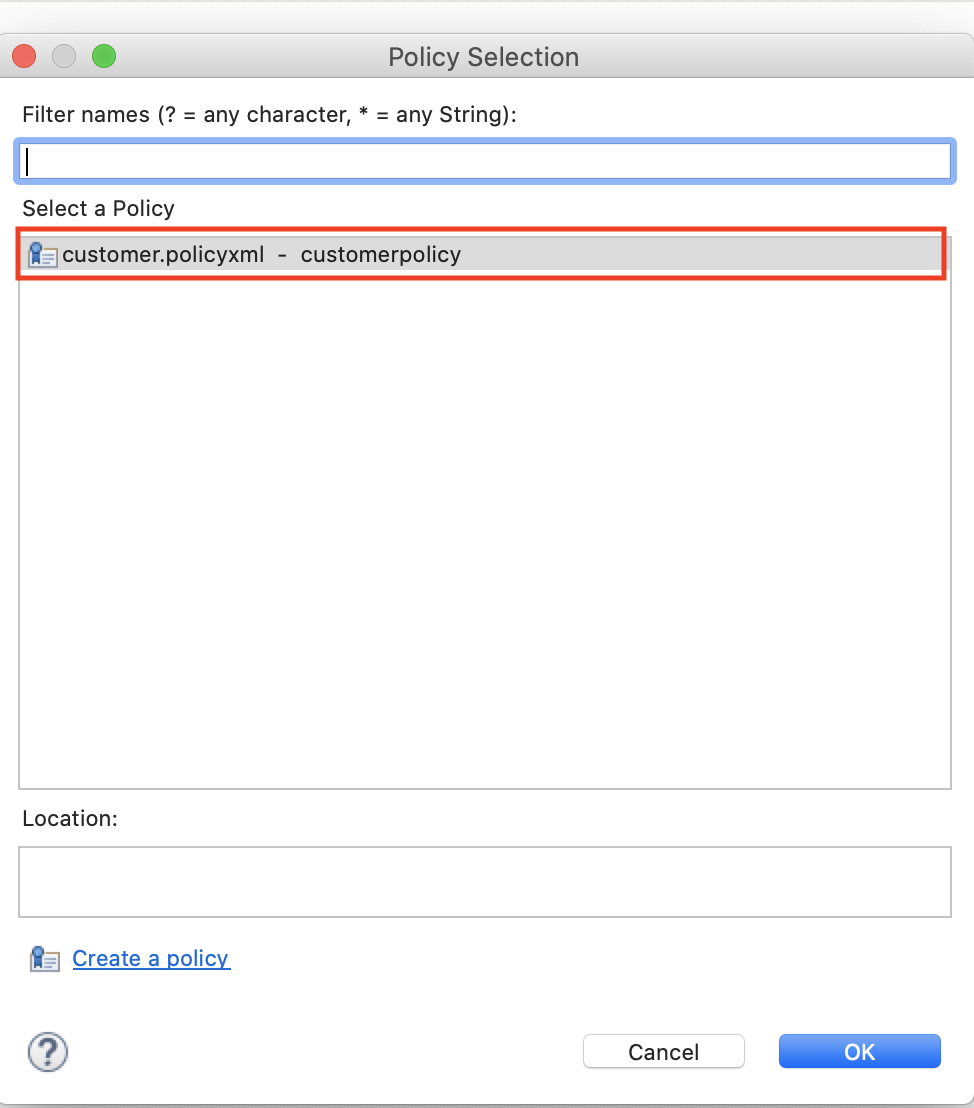 Policy Selection
Filter names (? = any character, * = any String):
Select a Policy
customer.policyxml - customerpolicy
Location:
Create a policy
?
Cancel
OK